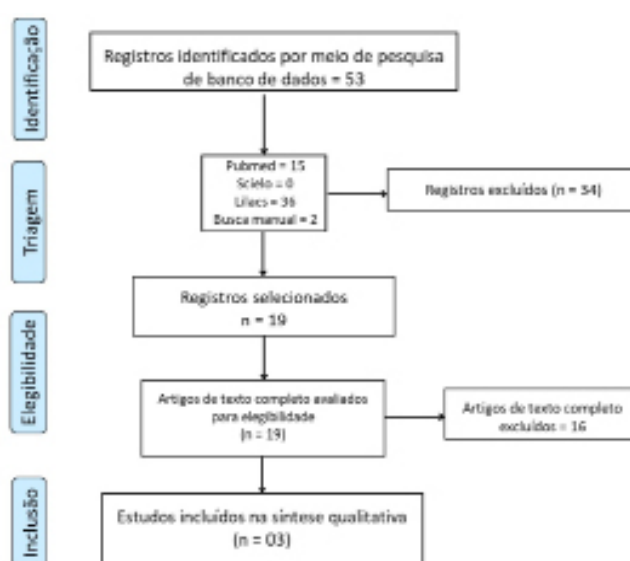 Identificação
Registros identificados por meio de pesquisa
de banco de dados = 53
Triagem
Pubmed = 15
Scielo = 0
Lilacs = 36
Busca manual = 2
Registros excluídos (n = 34)
Registros selecionados
n = 19
Elegibilidade
Artigos de texto completo avaliados
para elegibilidade
(n = 19)
Artigos de texto completo
excluídos = 16
Inclusão
Estudos incluídos na síntese qualitativa
(n = 03)